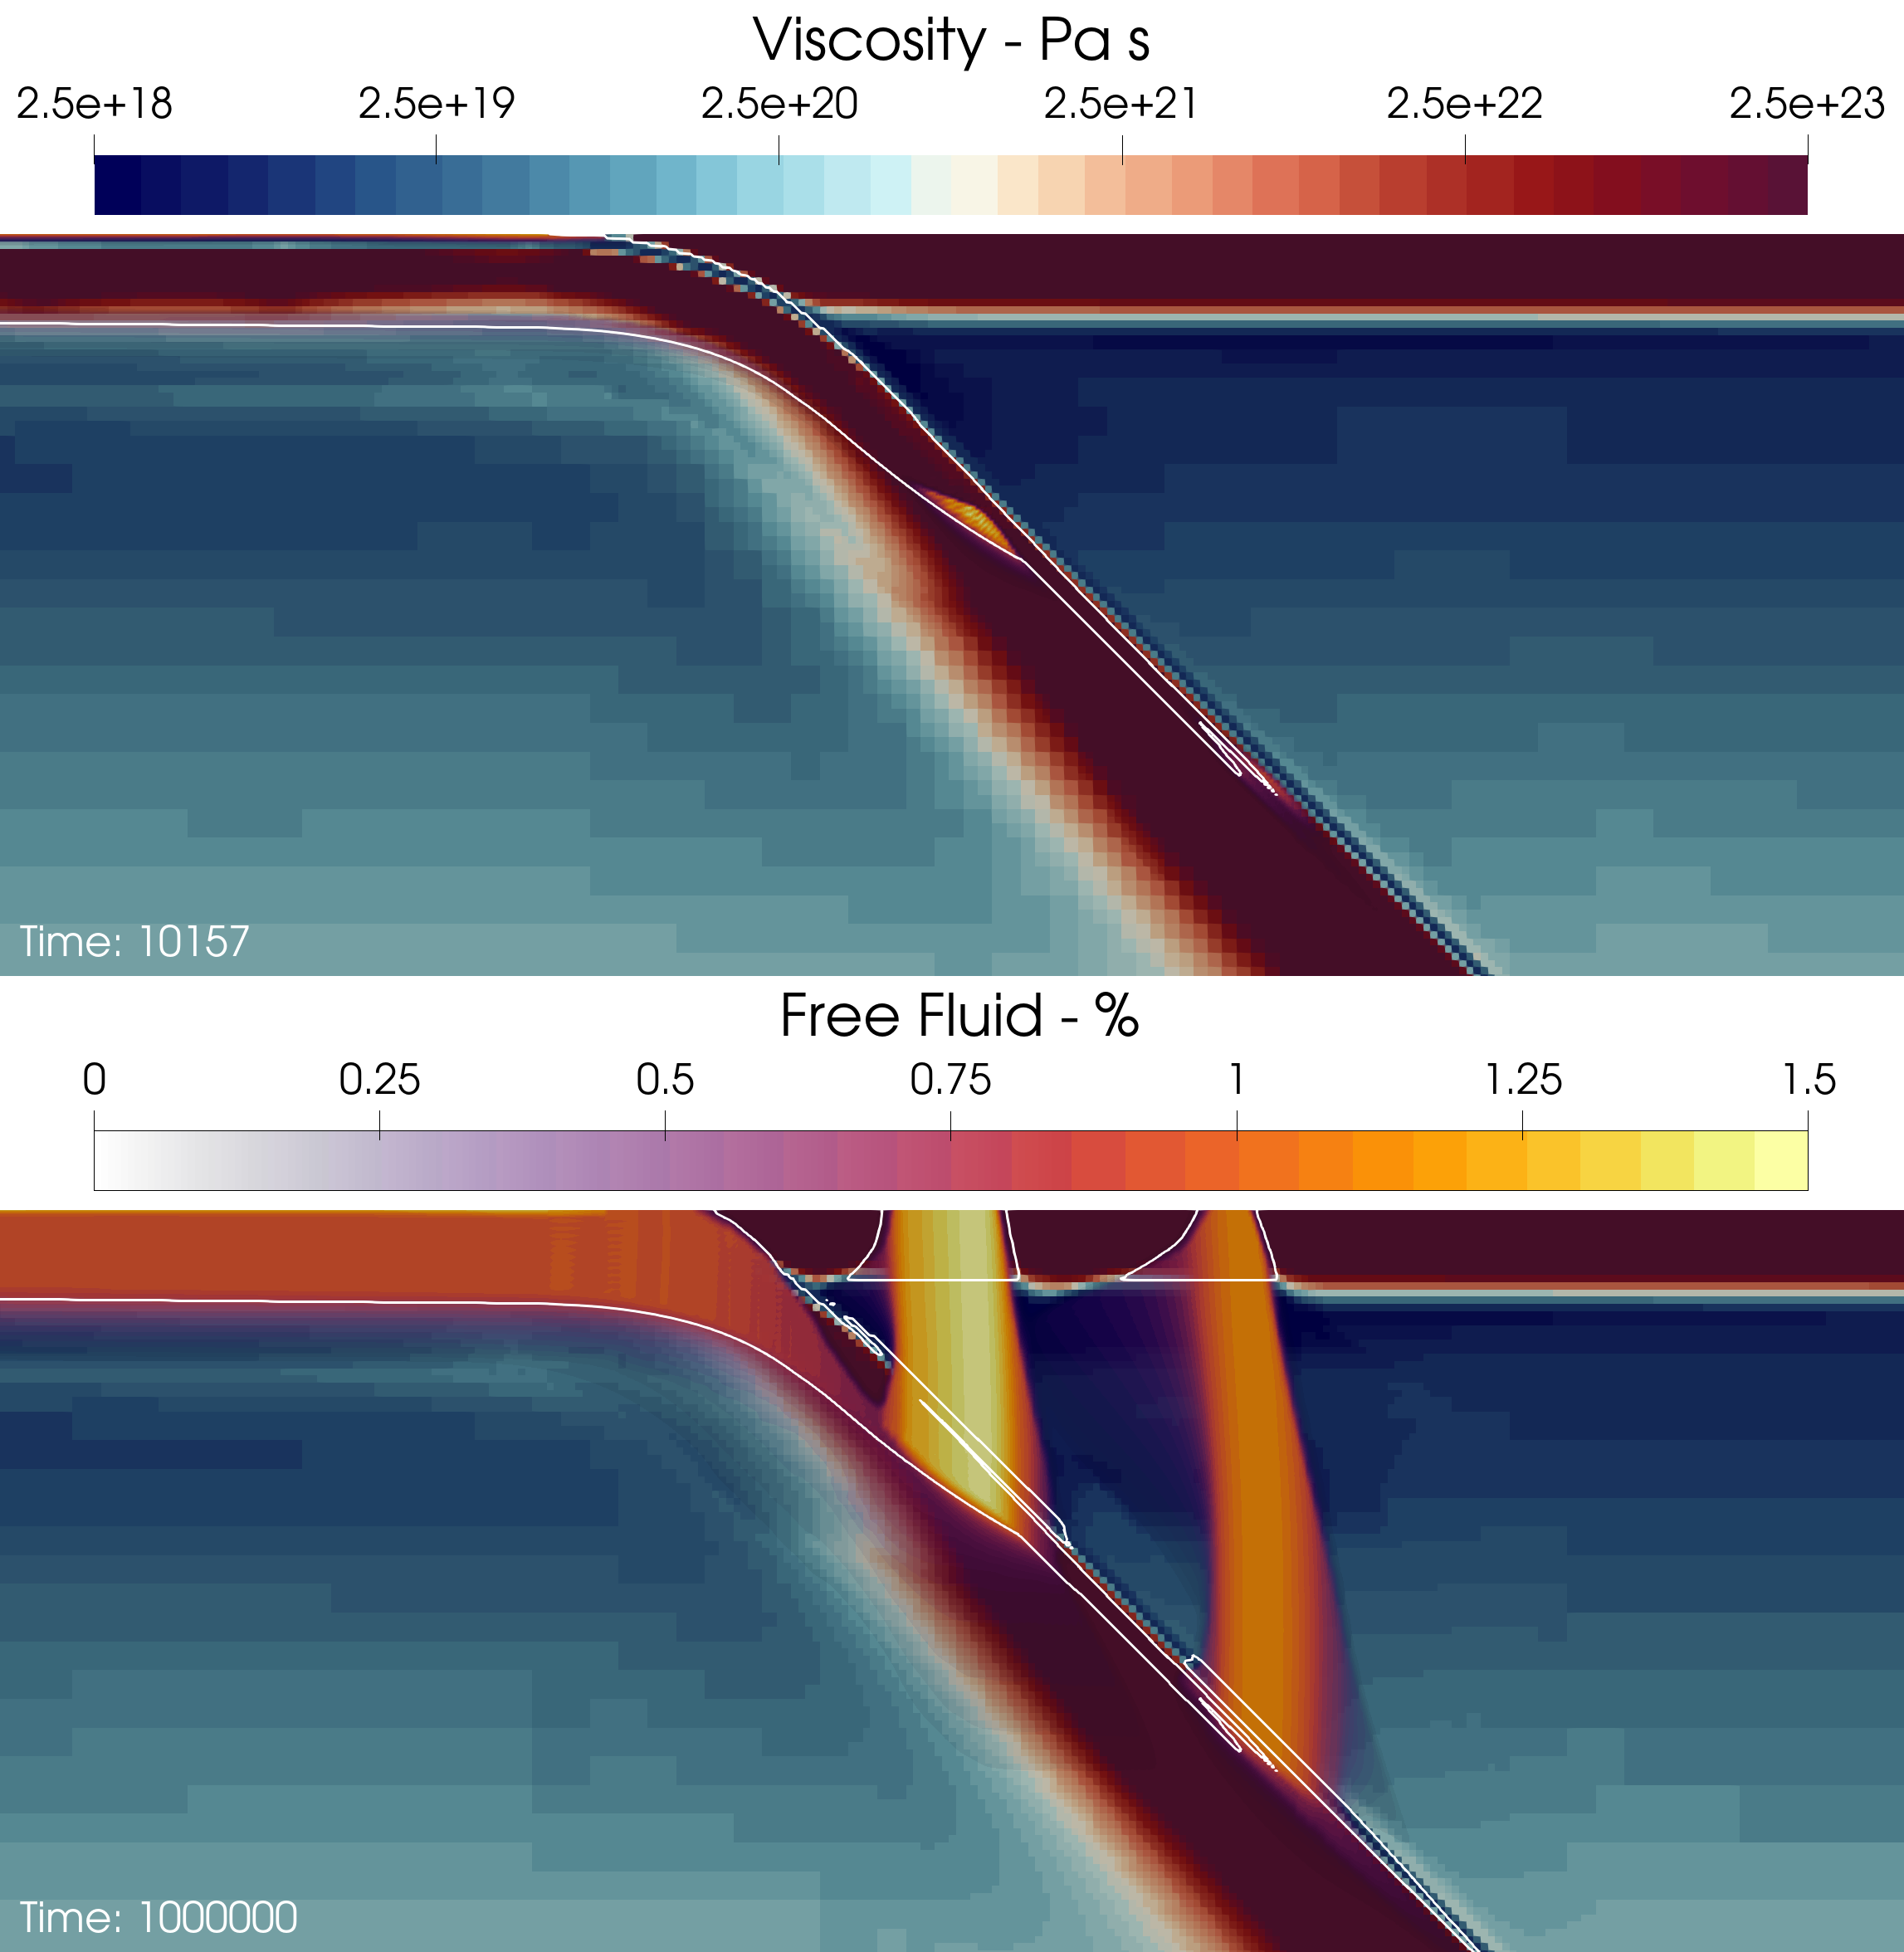 Viscosity - Pa s
2.5e+18 2.5e+19 2.5e+20 2.5e+21 2.5e+22 2.5e+23
Time: 10157
Free Fluid - %
0 0.25 0.5 0.75 1 1.25 1.5
Time: 1000000